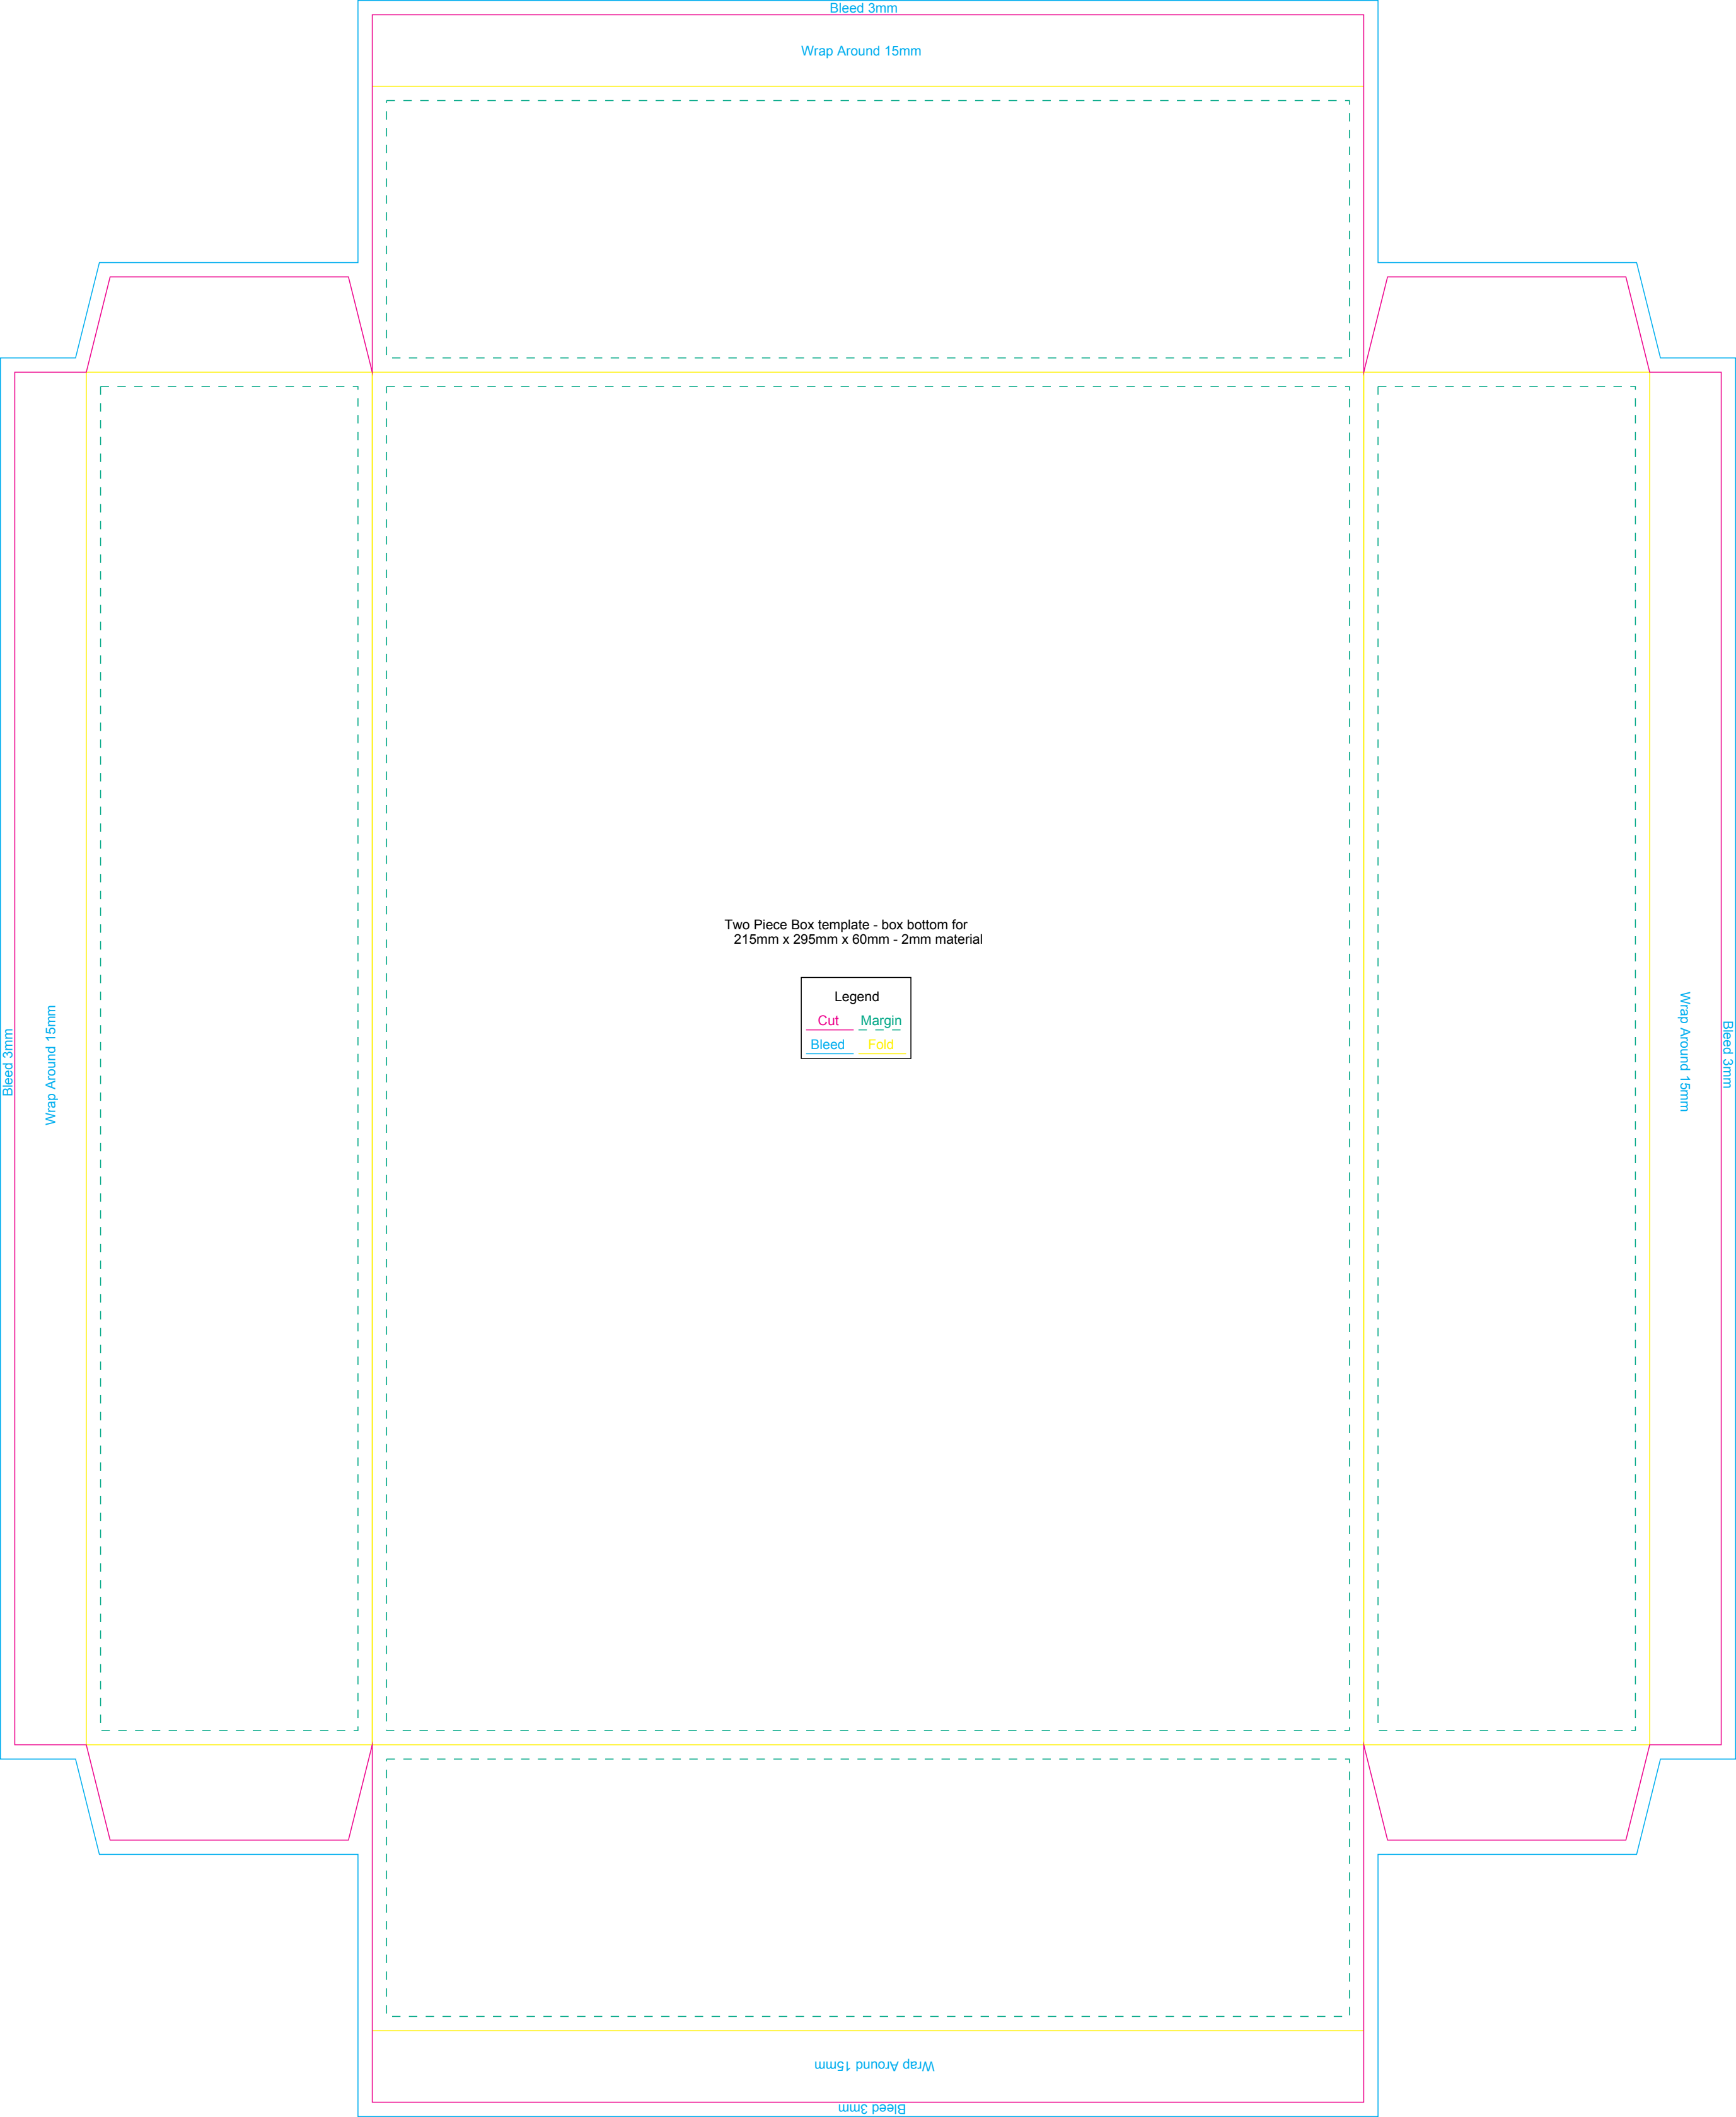 Bleed 3mm
Wrap Around 15mm
Two Piece Box template - box bottom for
215mm x 295mm x 60mm - 2mm material
Legend
Cut Margin
Bleed Fold
Bleed 3mm
Wrap Around 15mm
Wrap Around 15mm
Bleed 3mm
Wrap Around 15mm
Bleed 3mm